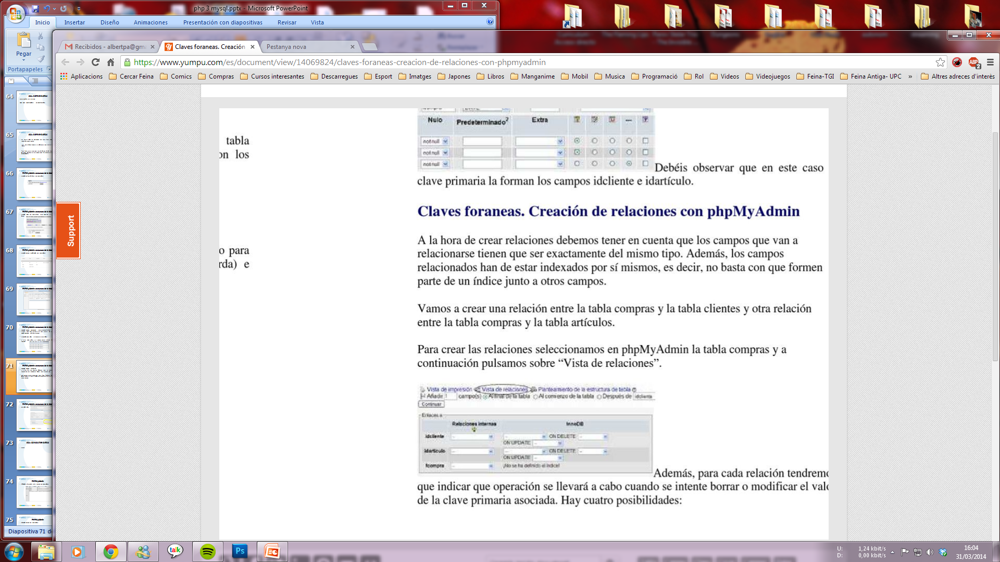 php 3 mysql.pptx - Microsoft PowerPoint
Inicio
Insertar
Diseño
Animaciones
Presentación con diapositivas
Revisar
Vista
Pegar
Portapapeles
Recibidos - albertpa@gm
Claves foraneas. Creación
Pestanya nova
https://www.yumpu.com/es/document/view/14069824/claves-foraneas-creacion-de-relaciones-con-phpmyadmin
ABP
2
Aplicacions
Cercar Feina
Comics
Compras
Cursos interesantes
Descarregues
Esport
Imatges
Japones
Libros
Manganime
Mobil
Musica
Programació
Rol
Videos
Videojuegos
Feina-TGI
Feina Antiga- UPC
»
Altres adreces d'interès
64
65
66
67
68
69
70
71
72
73
74
75
Diapositiva 71 d
Support
tabla
on los
o para
rda) e
Nulo Predeterminado2 Extra
not null
not null
not null
Debéis observar que en este caso
clave primaria la forman los campos idcliente e idartículo.
Claves foraneas. Creación de relaciones con phpMyAdmin
A la hora de crear relaciones debemos tener en cuenta que los campos que van a
relacionarse tienen que ser exactamente del mismo tipo. Además, los campos
relacionados han de estar indexados por sí mismos, es decir, no basta con que formen
parte de un índice junto a otros campos.
Vamos a crear una relación entre la tabla compras y la tabla clientes y otra relación
entre la tabla compras y la tabla artículos.
Para crear las relaciones seleccionamos en phpMyAdmin la tabla compras y a
continuación pulsamos sobre “Vista de relaciones”.
Vista de impresión Vista de relaciones Planteamiento de la estructura de tabla
Añadir 1 campo(s) Al final de la tabla Al comienzo de la tabla Después de idcliente
Continuar
Enlaces a
Relaciones internas InnoDB
idcliente -- -- ON DELETE --
ON UPDATE --
idarticulo -- -- ON DELETE --
ON UPDATE --
fcompra -- ¡No se ha definido el índice!
Además, para cada relación tendremo
que indicar que operación se llevará a cabo cuando se intente borrar o modificar el valo
de la clave primaria asociada. Hay cuatro posibilidades:
talk
Ps
U: 1,24 kbit/s
D: 0,00 kbit/s
16:04
31/03/2014